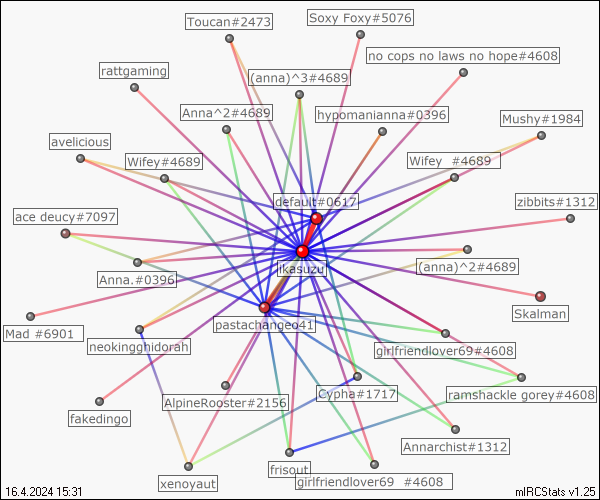 Soxy Foxy#5076
Toucan#2473
no cops no laws no hope#4608
rattgaming
(anna)^3#4689
Anna^2#4689
hypomanianna#0396
Mushy#1984
avelicious
Wifey#4689
Wifey _#4689
default#0617
zibbits#1312
ace deucy#7097
ikasuzu
(anna)^2#4689
Anna.#0396
Skalman
pastachangeo41
Mad #6901
neokingghidorah
girlfriendlover69#4608
Cypha#1717
ramshackle gorey#4608
AlpineRooster#2156
fakedingo
Annarchist#1312
frisout
xenoyaut
girlfriendlover69_#4608
16.4.2024 15:31
mIRCStats v1.25